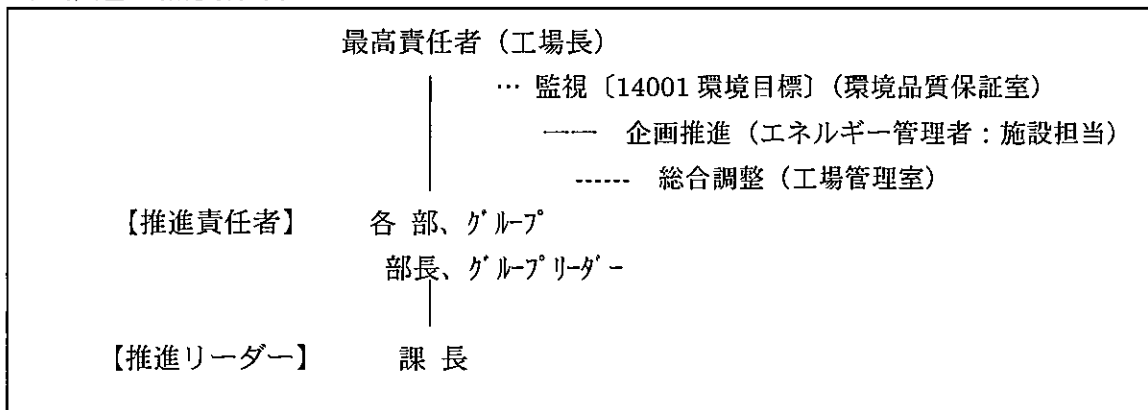 最高責任者（工場長）
… 監視〔14001 環境目標〕(環境品質保証室)
企画推進（エネルギー管理者：施設担当）
------ 総合調整（工場管理室）
【推進責任者】 各 部、ｸﾞﾙｰﾌﾟ
部長、ｸﾞﾙｰﾌﾟﾘｰﾀﾞｰ
【推進リーダー】 課 長